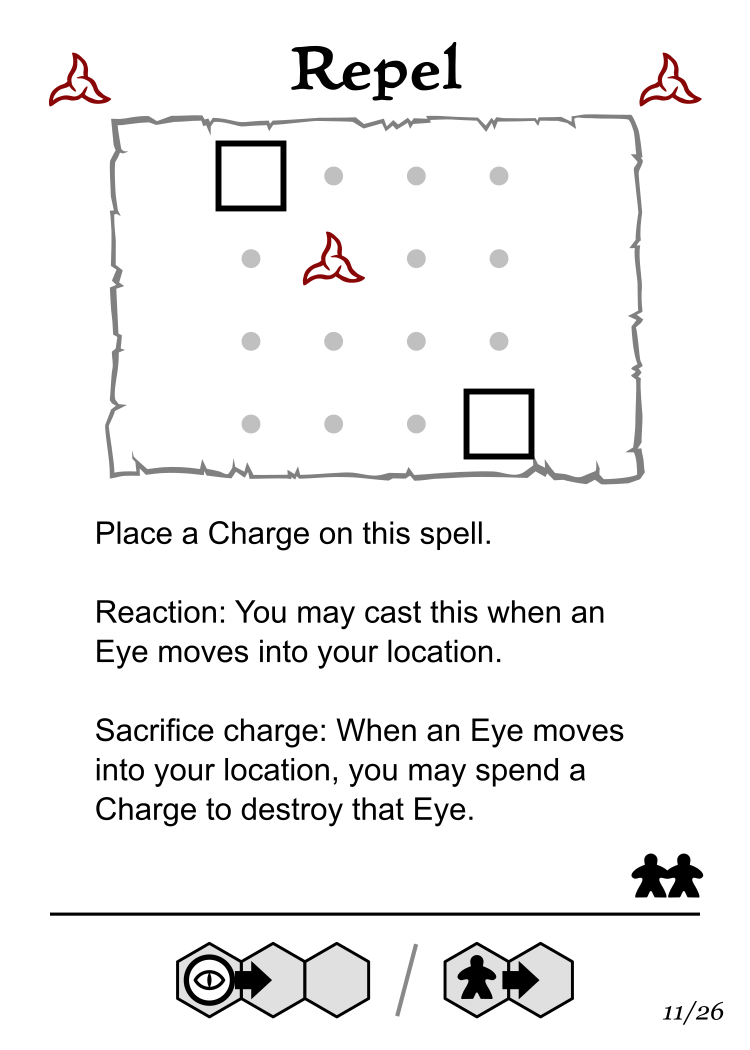 Repel
Place a Charge on this spell.
Reaction: You may cast this when an
Eye moves into your location.
Sacrifice charge: When an Eye moves
into your location, you may spend a
Charge to destroy that Eye.
11/26